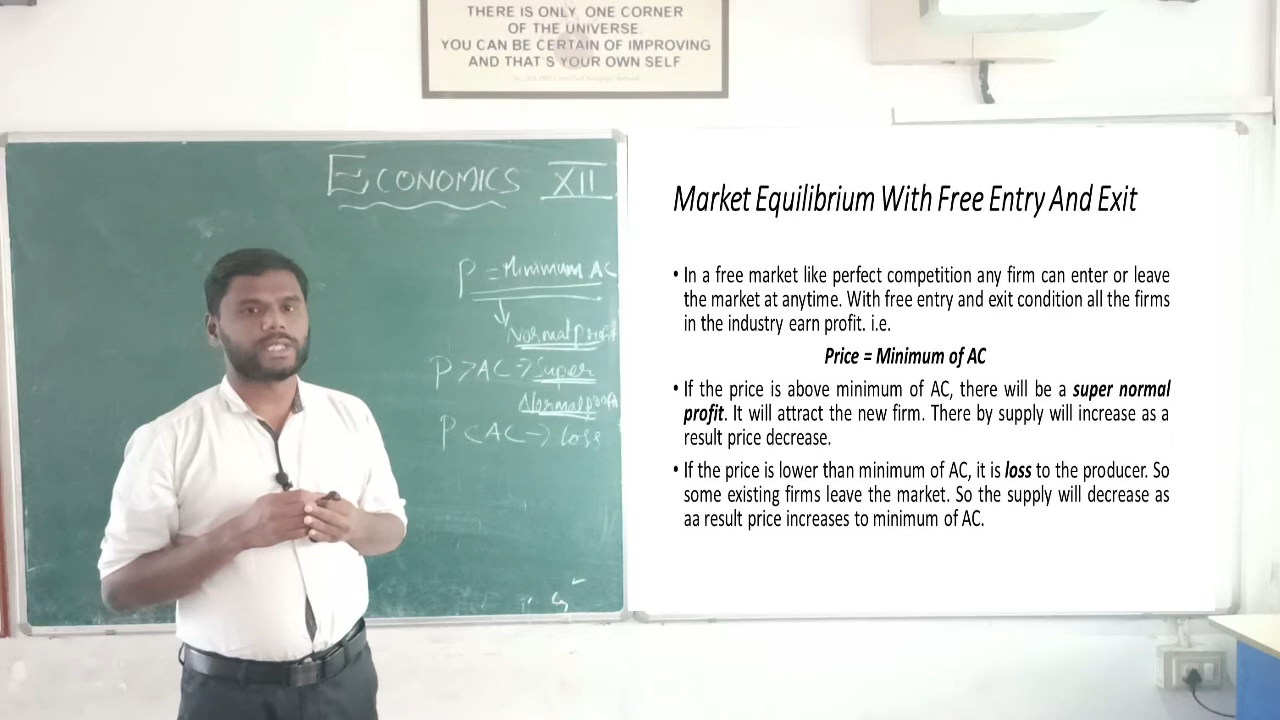 THERE IS ONLY ONE CORNER
OF THE UNIVERSE
YOU CAN BE CERTAIN OF IMPROVING
AND THAT'S YOUR OWN SELF
ECONOMICS XII
P = Minimum AC
Normal profit
P > AC → Super
Normal profit
P < AC → loss
Market Equilibrium With Free Entry And Exit
• In a free market like perfect competition any firm can enter or leave
the market at anytime. With free entry and exit condition all the firms
in the industry earn profit. i.e.
Price = Minimum of AC
• If the price is above minimum of AC, there will be a super normal
profit. It will attract the new firm. There by supply will increase as a
result price decrease.
• If the price is lower than minimum of AC, it is loss to the producer. So
some existing firms leave the market. So the supply will decrease as
aa result price increases to minimum of AC.